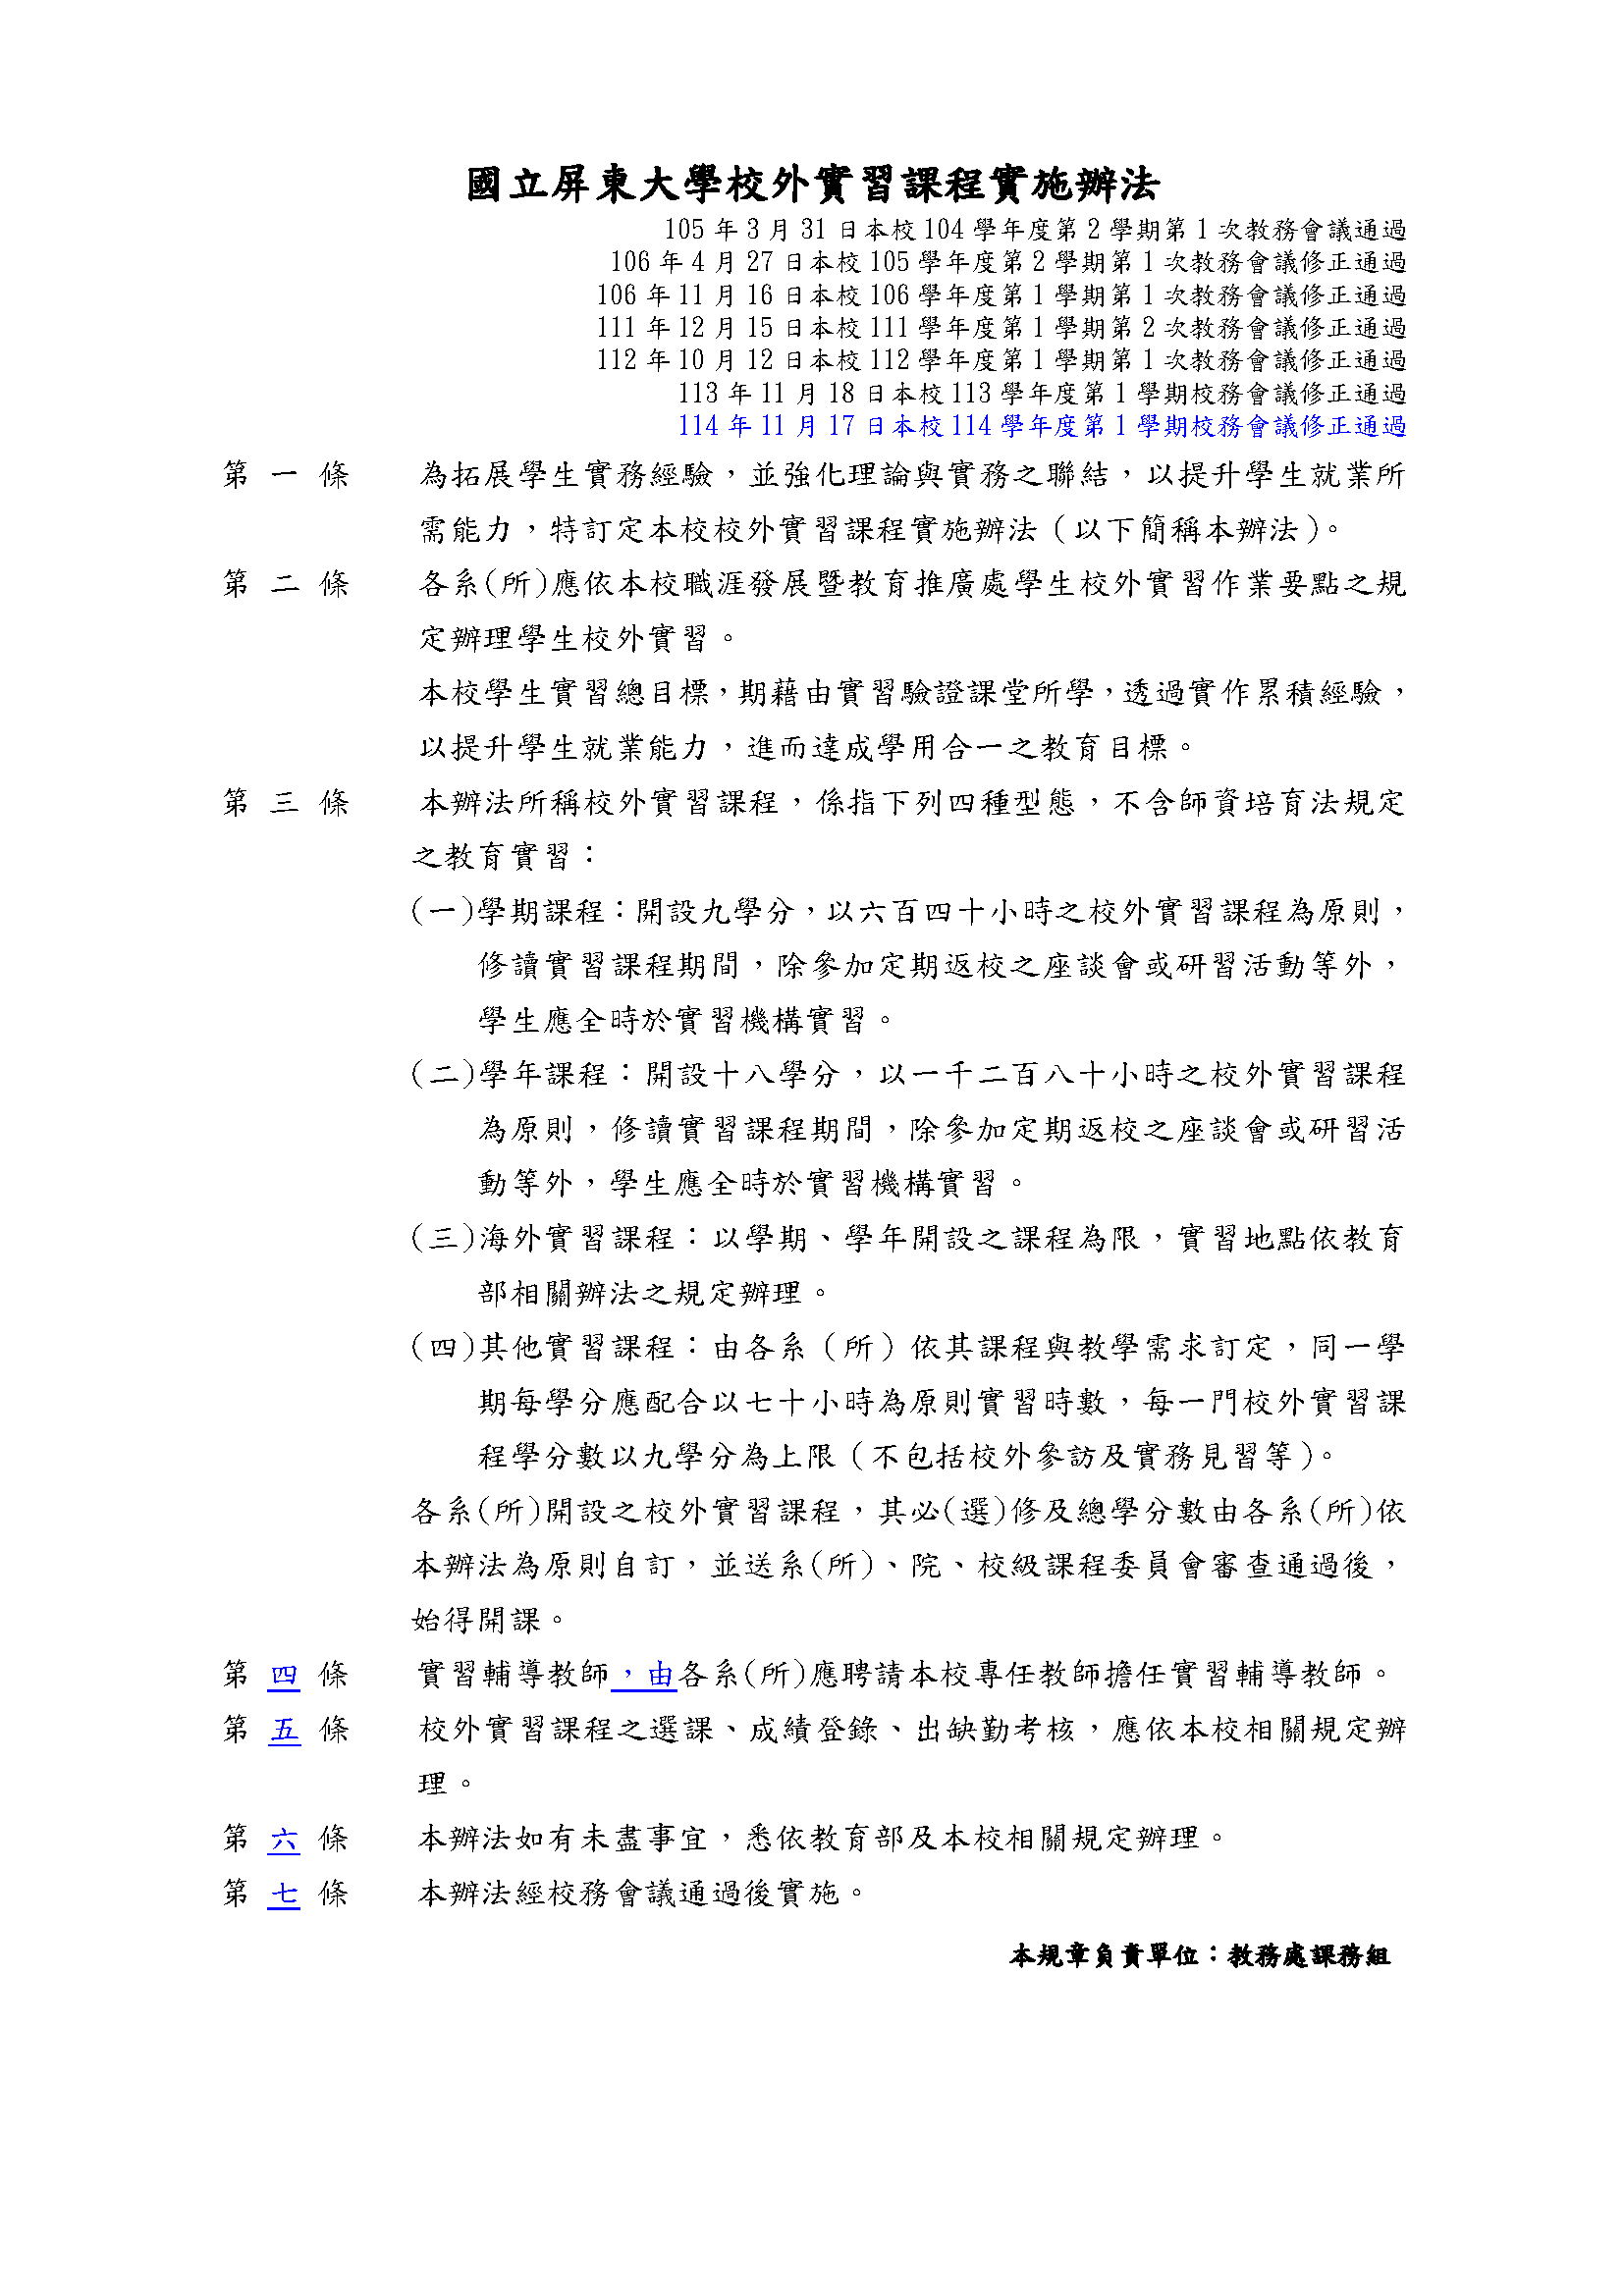 國立屏東大學校外實習課程實施辦法
105 年 3 月 31 日本校 104 學年度第 2 學期第 1 次教務會議通過
106 年 4 月 27 日本校 105 學年度第 2 學期第 1 次教務會議修正通過
106 年 11 月 16 日本校 106 學年度第 1 學期第 1 次教務會議修正通過
111 年 12 月 15 日本校 111 學年度第 1 學期第 2 次教務會議修正通過
112 年 10 月 12 日本校 112 學年度第 1 學期第 1 次教務會議修正通過
113 年 11 月 18 日本校 113 學年度第 1 學期校務會議修正通過
114 年 11 月 17 日本校 114 學年度第 1 學期校務會議修正通過
第 一 條 為拓展學生實務經驗，並強化理論與實務之聯結，以提升學生就業所
需能力，特訂定本校校外實習課程實施辦法（以下簡稱本辦法）。
第 二 條 各系(所)應依本校職涯發展暨教育推廣處學生校外實習作業要點之規
定辦理學生校外實習。
本校學生實習總目標，期藉由實習驗證課堂所學，透過實作累積經驗，
以提升學生就業能力，進而達成學用合一之教育目標。
第 三 條 本辦法所稱校外實習課程，係指下列四種型態，不含師資培育法規定
之教育實習：
(一)學期課程：開設九學分，以六百四十小時之校外實習課程為原則，
修讀實習課程期間，除參加定期返校之座談會或研習活動等外，
學生應全時於實習機構實習。
(二)學年課程：開設十八學分，以一千二百八十小時之校外實習課程
為原則，修讀實習課程期間，除參加定期返校之座談會或研習活
動等外，學生應全時於實習機構實習。
(三)海外實習課程：以學期、學年開設之課程為限，實習地點依教育
部相關辦法之規定辦理。
(四)其他實習課程：由各系（所）依其課程與教學需求訂定，同一學
期每學分應配合以七十小時為原則實習時數，每一門校外實習課
程學分數以九學分為上限（不包括校外參訪及實務見習等）。
各系(所)開設之校外實習課程，其必(選)修及總學分數由各系(所)依
本辦法為原則自訂，並送系(所)、院、校級課程委員會審查通過後，
始得開課。
第 四 條 實習輔導教師，由各系(所)應聘請本校專任教師擔任實習輔導教師。
第 五 條 校外實習課程之選課、成績登錄、出缺勤考核，應依本校相關規定辦
理。
第 六 條 本辦法如有未盡事宜，悉依教育部及本校相關規定辦理。
第 七 條 本辦法經校務會議通過後實施。
本規章負責單位：教務處課務組